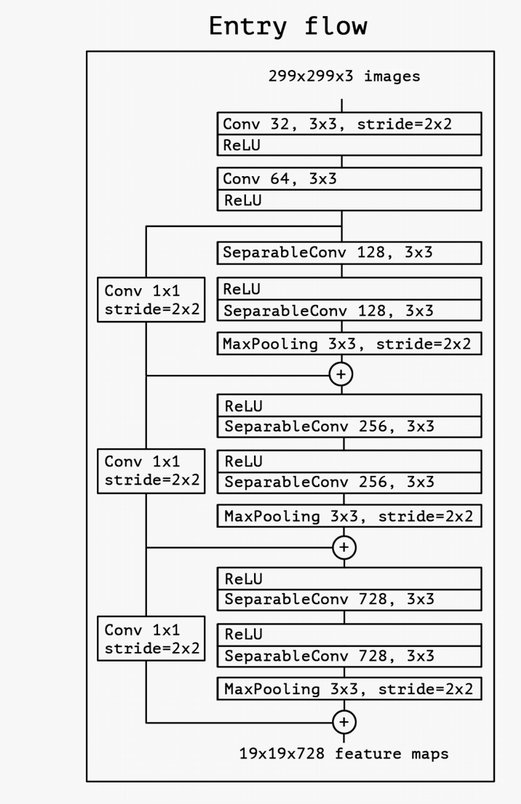 Entry flow
299x299x3 images
Conv 32, 3x3, stride=2x2
ReLU
Conv 64, 3x3
ReLU
SeparableConv 128, 3x3
Conv 1x1
stride=2x2
ReLU
SeparableConv 128, 3x3
MaxPooling 3x3, stride=2x2
+
ReLU
SeparableConv 256, 3x3
Conv 1x1
stride=2x2
ReLU
SeparableConv 256, 3x3
MaxPooling 3x3, stride=2x2
+
ReLU
SeparableConv 728, 3x3
Conv 1x1
stride=2x2
ReLU
SeparableConv 728, 3x3
MaxPooling 3x3, stride=2x2
+
19x19x728 feature maps